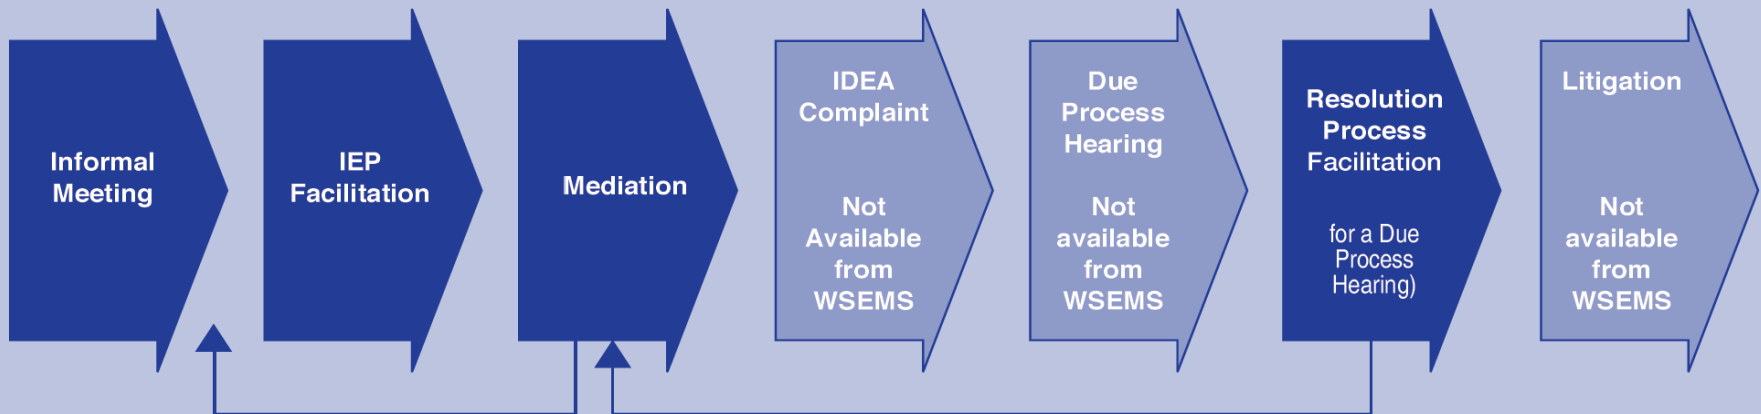 Informal
Meeting
IEP
Facilitation
Mediation
IDEA
Complaint
Not
Available
from
WSEMS
Due
Process
Hearing
Not
available
from
WSEMS
Resolution
Process
Facilitation
for a Due
Process
Hearing)
Litigation
Not
available
from
WSEMS